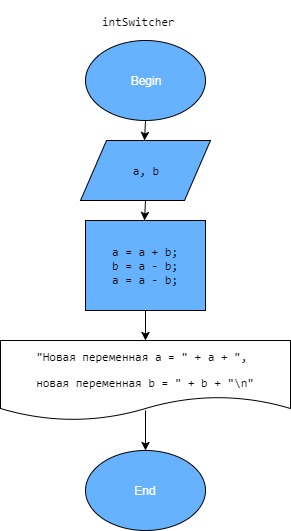 intSwitcher
Begin
a, b
a = a + b;
b = a - b;
a = a - b;
"Новая переменная a = " + a + ",
новая переменная b = " + b + "\n"
End